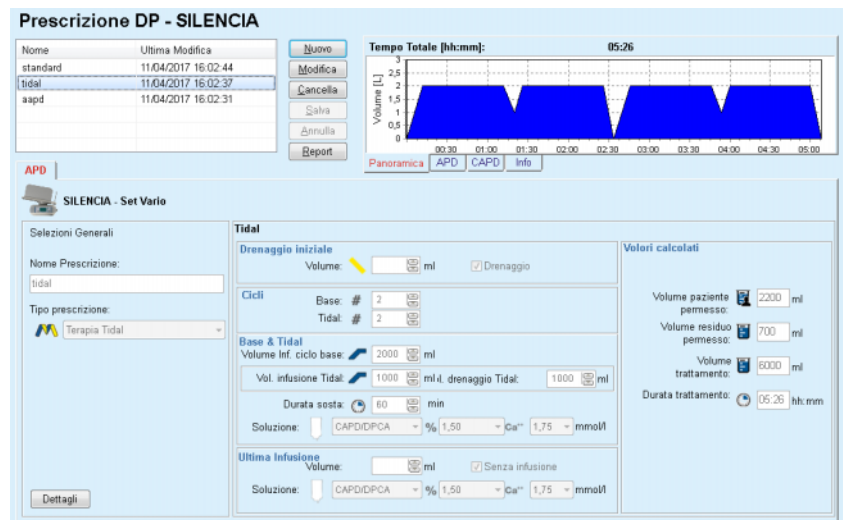 Prescrizione DP - SILENCIA
Nome Ultima Modifica
standard 11/04/2017 16:02:44
tidal 11/04/2017 16:02:37
aapd 11/04/2017 16:02:31
Nuovo
Modifica
Cancella
Salva
Annulla
Report
Tempo Totale [hh:mm]: 05:26
Volume [L]
3
2,5
2
1,5
1
0,5
0
00:30 01:00 01:30 02:00 02:30 03:00 03:30 04:00 04:30 05:00
Panoramica APD CAPD Info
APD
SILENCIA - Set Vario
Selezioni Generali
Nome Prescrizione:
tidal
Tipo prescrizione:
Terapia Tidal
Dettagli
Tidal
Drenaggio iniziale
Volume: ml Drenaggio
Cicli
Base: # 2
Tidal: # 2
Base & Tidal
Volume Inf. ciclo base: 2000 ml
Vol. infusione Tidal: 1000 ml d. drenaggio Tidal: 1000 ml
Durata sosta: 60 min
Soluzione: CAPD/DPCA % 1,50 Ca++ 1,75 mmol/l
Ultima Infusione
Volume: ml Senza infusione
Soluzione: CAPD/DPCA % 1,50 Ca++ 1,75 mmol/l
Valori calcolati
Volume paziente permesso: 2200 ml
Volume residuo permesso: 700 ml
Volume trattamento: 6000 ml
Durata trattamento: 05:26 hh:mm